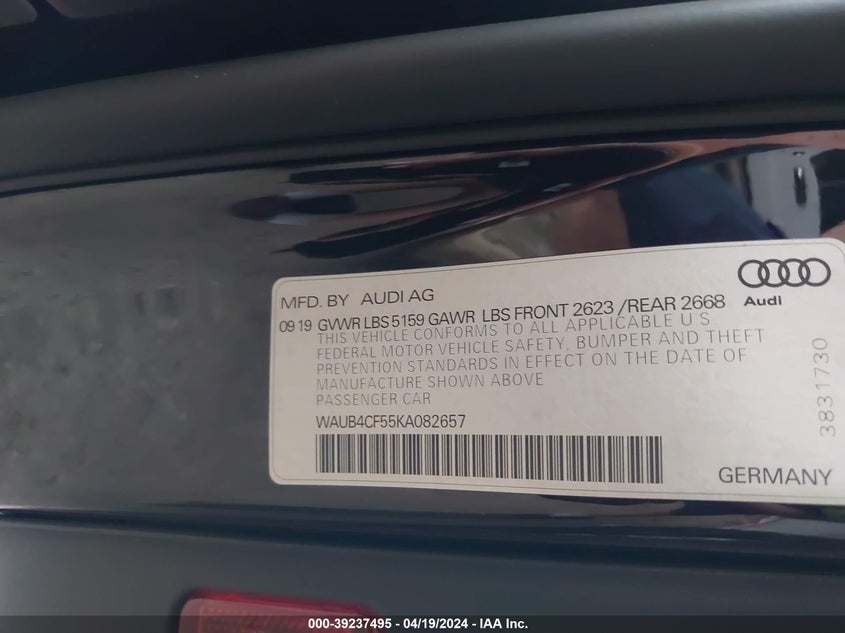 MFD. BY AUDI AG
Audi
09 19 GVWR LBS 5159 GAWR LBS FRONT 2623 /REAR 2668
THIS VEHICLE CONFORMS TO ALL APPLICABLE U.S.
FEDERAL MOTOR VEHICLE SAFETY, BUMPER AND THEFT
PREVENTION STANDARDS IN EFFECT ON THE DATE OF
MANUFACTURE SHOWN ABOVE
PASSENGER CAR
WAUB4CF55KA082657
3831730
GERMANY
000-39237495 - 04/19/2024 - IAA Inc.